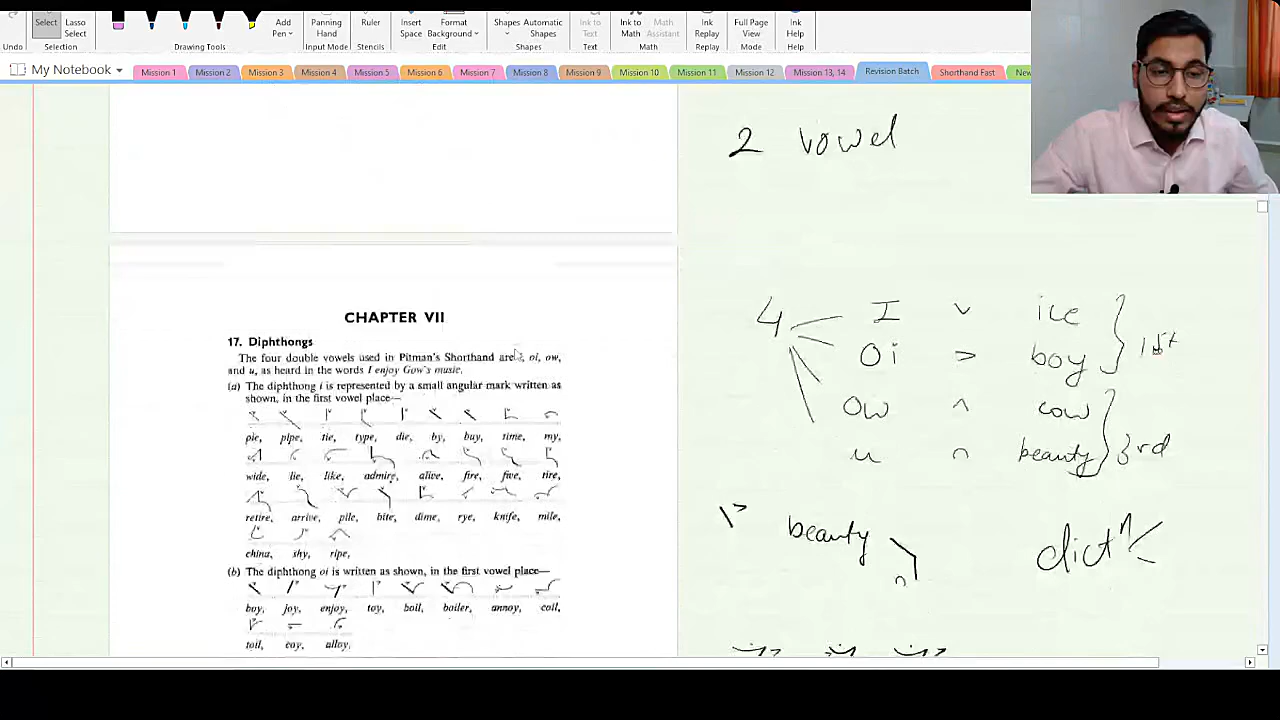 Select
Lasso Select
Add Pen
Panning Hand
Ruler
Insert Space
Format Background
Shapes
Automatic Shapes
Ink to Text
Ink to Math
Math Assistant
Ink Replay
Full Page View
Ink Help
Undo
Selection
Drawing Tools
Input Mode
Stencils
Edit
Shapes
Text
Math
Replay
Mode
Help
My Notebook
Mission 1
Mission 2
Mission 3
Mission 4
Mission 5
Mission 6
Mission 7
Mission 8
Mission 9
Mission 10
Mission 11
Mission 12
Mission 13, 14
Revision Batch
Shorthand Fast
New
CHAPTER VII
17. Diphthongs
The four double vowels used in Pitman's Shorthand are, oi, ow,
and u, as heard in the words I enjoy Gow's music.
(a) The diphthong i is represented by a small angular mark written as
shown, in the first vowel place—
pie, pipe, tie, type, die, by, buy, time, my,
wide, lie, like, admire, alive, fire, five, tire,
retire, arrive, pile, bite, dime, rye, knife, mile,
china, shy, ripe,
(b) The diphthong oi is written as shown, in the first vowel place—
boy, joy, enjoy, toy, boil, boiler, annoy, coil,
toil, coy, alloy,
2 vowel
4
I v ice
Oi > boy
1st
Ow ^ cow
u ∩ beauty
3rd
beauty
dictn